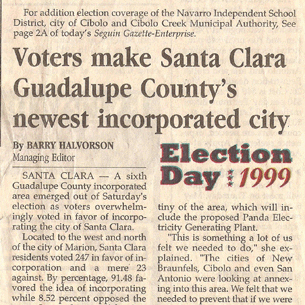 For addition election coverage of the Navarro Independent School
District, city of Cibolo and Cibolo Creek Municipal Authority, See
page 2A of today's Seguin Gazette-Enterprise.
Voters make Santa Clara
Guadalupe County's
newest incorporated city
By BARRY HALVORSON
Managing Editor
SANTA CLARA — A sixth
Guadalupe County incorporated
area emerged out of Saturday's
election as voters overwhelm-
ingly voted in favor of incorpo-
rating the city of Santa Clara.
Located to the west and north
of the city of Marion, Santa Clara
residents voted 247 in favor of in-
corporation and a mere 23
against. By percentage, 91.48 fa-
vored the idea of incorporating
while 8.52 percent opposed the
Election
Day 1999
tiny of the area, which will in-
clude the proposed Panda Elec-
tricity Generating Plant.
"This is something a lot of us
felt we needed to do," she ex-
plained. "The cities of New
Braunfels, Cibolo and even San
Antonio were looking at annex-
ing into this area. We felt that we
needed to prevent that if we were